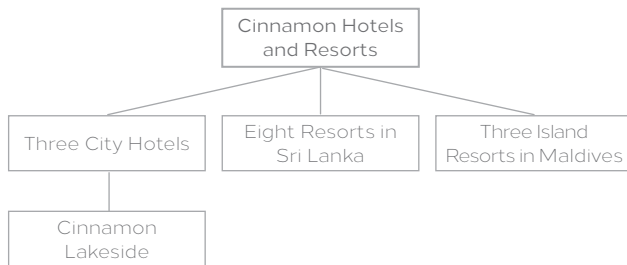 Cinnamon Hotels
and Resorts
Three City Hotels
Eight Resorts in
Sri Lanka
Three Island
Resorts in Maldives
Cinnamon
Lakeside